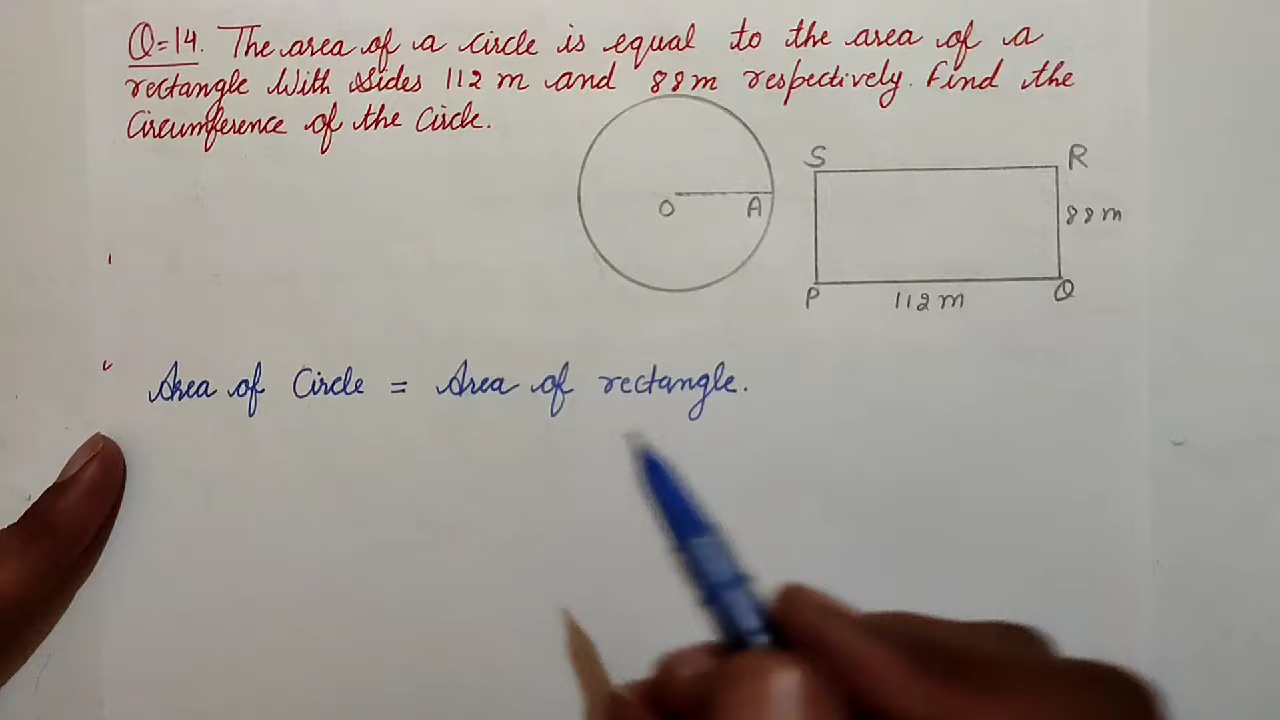 Q=14. The area of a circle is equal to the area of a
rectangle With sides 112 m and 88m respectively. Find the
Circumference of the Circle.
S R
O A 88 m
P 112 m Q
Area of Circle = Area of rectangle.